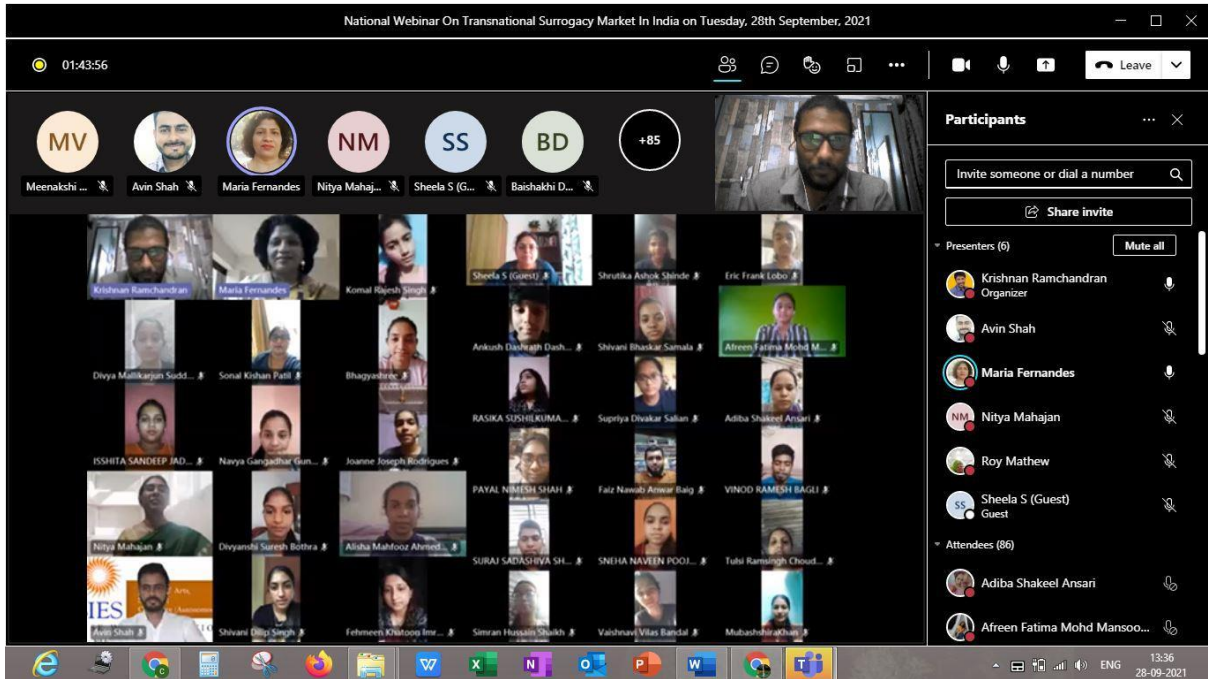 National Webinar On Transnational Surrogacy Market In India on Tuesday, 28th September, 2021
01:43:56
Leave
MV
NM
SS
BD
+85
Meenakshi ...
Avin Shah
Maria Fernandes
Nitya Mahaj...
Sheela S (G...
Baishakhi D...
Krishnan Ramchandran
Maria Fernandes
Komal Rajesh Singh
Sheela S (Guest)
Shrutika Ashok Shinde
Eric Frank Lobo
Divya Mallikarjun Sudd...
Sonal Kishan Patil
Bhagyashree
Ankush Dashrath Dash...
Shivani Bhaskar Samala
Afreen Fatima Mohd M...
ISSHITA SANDEEP JAD...
Navya Gangadhar Gun...
Joanne Joseph Rodrigues
RASIKA SUSHILKUMA...
Supriya Divakar Salian
Adiba Shakeel Ansari
PAYAL NIMESH SHAH
Faiz Nawab Anwar Baig
VINOD RAMESH BAGLI
Nitya Mahajan
Divyanshi Suresh Bothra
Alisha Mahfooz Ahmed...
SURAJ SADASHIVA SH...
SNEHA NAVEEN POOJ...
Tulsi Ramsingh Choud...
IES
Arts,
(Autonomous
Avin Shah
Shivani Dilip Singh
Fehmeen Khatoon Imr...
Simran Hussain Shaikh
Vaishnavi Vilas Bandal
MubashshiraKhan
Participants
Invite someone or dial a number
Share invite
Presenters (6)
Mute all
Krishnan Ramchandran
Organizer
Avin Shah
Maria Fernandes
NM
Nitya Mahajan
Roy Mathew
SS
Sheela S (Guest)
Guest
Attendees (86)
Adiba Shakeel Ansari
Afreen Fatima Mohd Mansoo...
ENG
13:36
28-09-2021